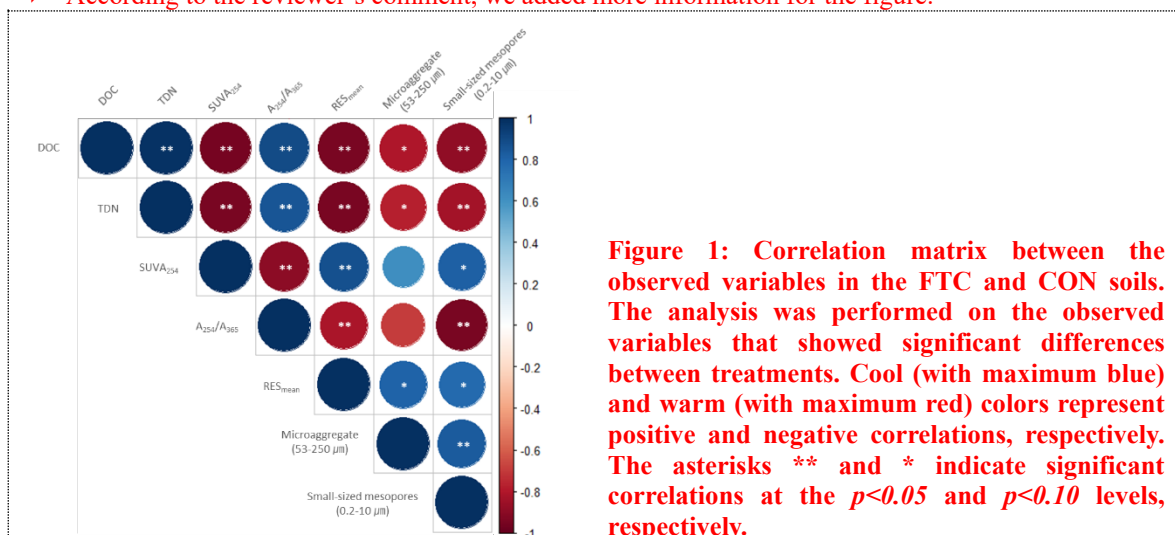 ➢ According to the reviewer's comment, we added more information for the figure.
DOC
TDN
SUVA254
A254/A365
RESmean
Microaggregate
(53-250 ㎛)
Small-sized mesopores
(0.2-10 ㎛)
DOC
** ** ** ** * **
TDN
** ** ** * **
SUVA254
** ** *
A254/A365
** **
RESmean
* *
Microaggregate
(53-250 ㎛)
**
Small-sized mesopores
(0.2-10 ㎛)
1
0.8
0.6
0.4
0.2
0
-0.2
-0.4
-0.6
-0.8
-1
Figure 1: Correlation matrix between the
observed variables in the FTC and CON soils.
The analysis was performed on the observed
variables that showed significant differences
between treatments. Cool (with maximum blue)
and warm (with maximum red) colors represent
positive and negative correlations, respectively.
The asterisks ** and * indicate significant
correlations at the p<0.05 and p<0.10 levels,
respectively.